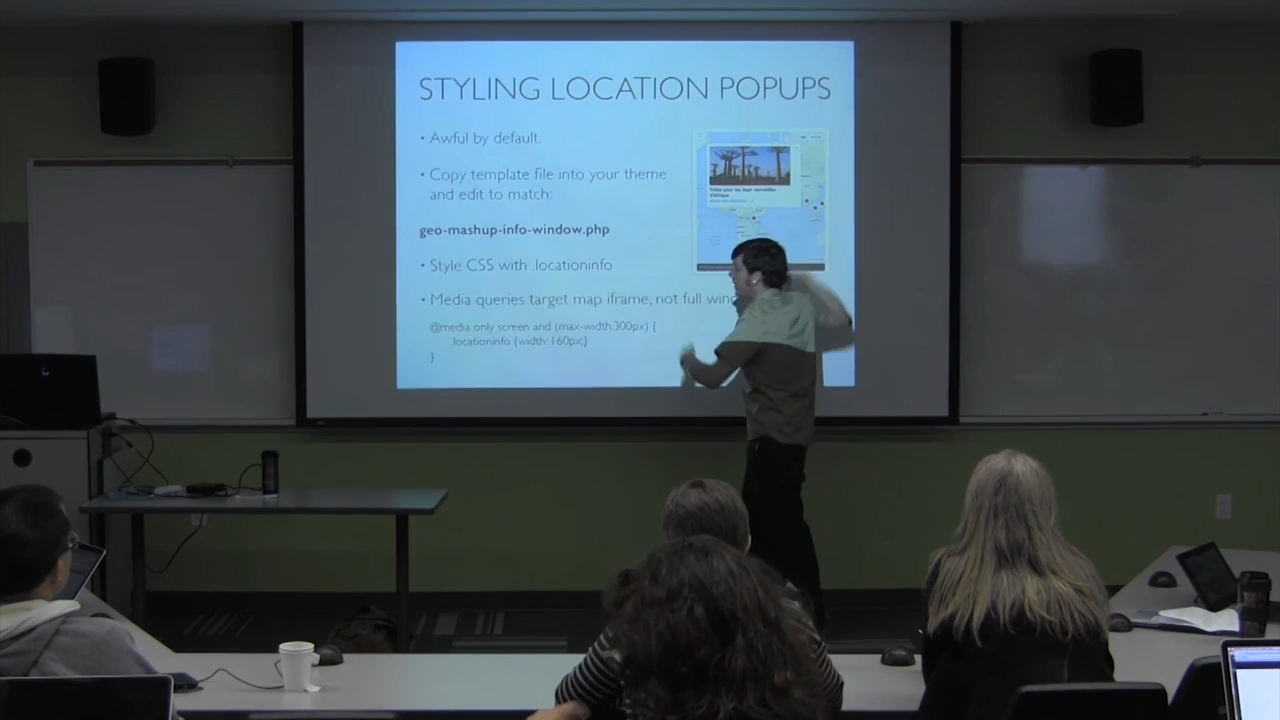 STYLING LOCATION POPUPS
• Awful by default.
• Copy template file into your theme
and edit to match:
geo-mashup-info-window.php
• Style CSS with .locationinfo
• Media queries target map iframe, not full
@media only screen and (max-width:300px) {
.locationinfo {width: 160px;}
}